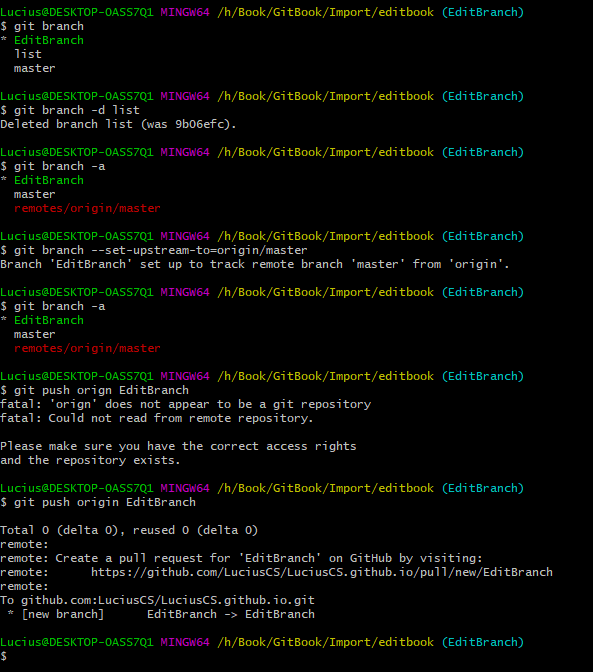 Lucius@DESKTOP-OASS7Q1 MINGW64 /h/Book/GitBook/Import/editbook (EditBranch)
$ git branch
* EditBranch
  list
  master

Lucius@DESKTOP-OASS7Q1 MINGW64 /h/Book/GitBook/Import/editbook (EditBranch)
$ git branch -d list
Deleted branch list (was 9b06efc).

Lucius@DESKTOP-OASS7Q1 MINGW64 /h/Book/GitBook/Import/editbook (EditBranch)
$ git branch -a
* EditBranch
  master
  remotes/origin/master

Lucius@DESKTOP-OASS7Q1 MINGW64 /h/Book/GitBook/Import/editbook (EditBranch)
$ git branch --set-upstream-to=origin/master
Branch 'EditBranch' set up to track remote branch 'master' from 'origin'.

Lucius@DESKTOP-OASS7Q1 MINGW64 /h/Book/GitBook/Import/editbook (EditBranch)
$ git branch -a
* EditBranch
  master
  remotes/origin/master

Lucius@DESKTOP-OASS7Q1 MINGW64 /h/Book/GitBook/Import/editbook (EditBranch)
$ git push orign EditBranch
fatal: 'orign' does not appear to be a git repository
fatal: Could not read from remote repository.

Please make sure you have the correct access rights
and the repository exists.

Lucius@DESKTOP-OASS7Q1 MINGW64 /h/Book/GitBook/Import/editbook (EditBranch)
$ git push origin EditBranch

Total 0 (delta 0), reused 0 (delta 0)
remote:
remote: Create a pull request for 'EditBranch' on GitHub by visiting:
remote:      https://github.com/LuciusCS/LuciusCS.github.io/pull/new/EditBranch
remote:
To github.com:LuciusCS/LuciusCS.github.io.git
 * [new branch]      EditBranch -> EditBranch

Lucius@DESKTOP-OASS7Q1 MINGW64 /h/Book/GitBook/Import/editbook (EditBranch)
$